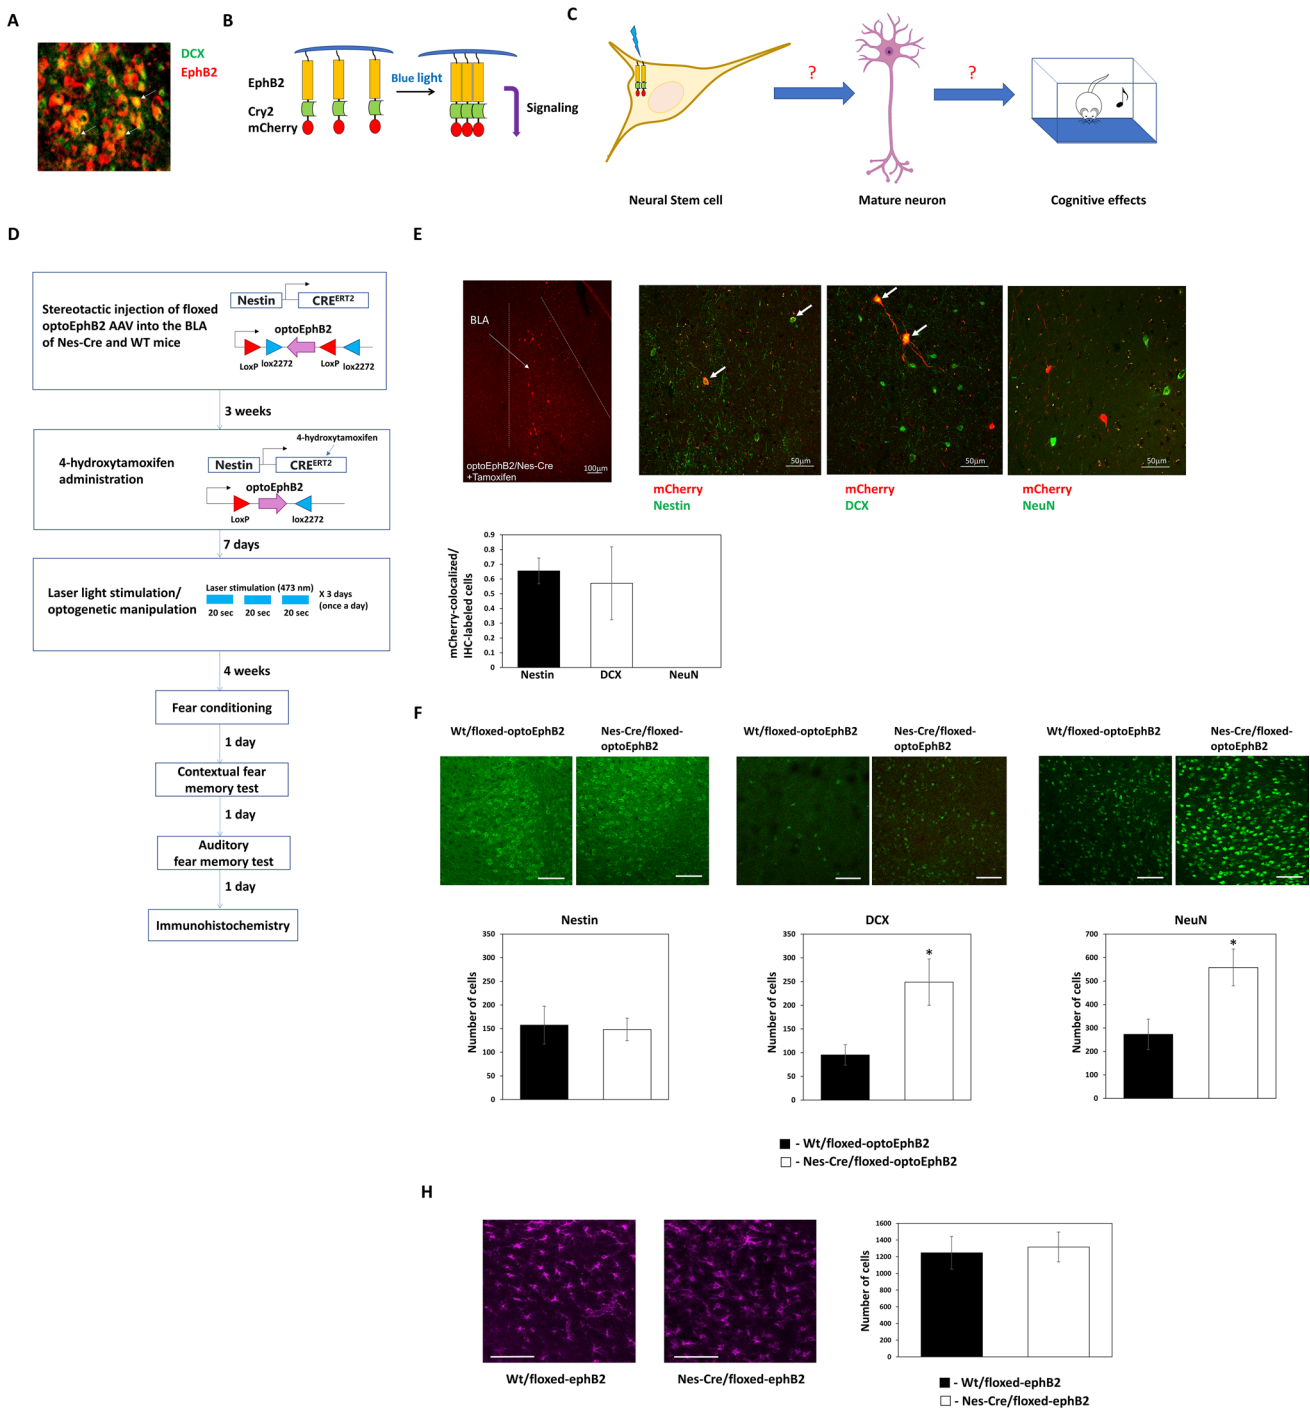 A
DCX
EphB2
B
EphB2
Cry2
mCherry
Blue light
Signaling
C
?
?
Neural Stem cell
Mature neuron
Cognitive effects
D
Stereotactic injection of floxed
optoEphB2 AAV into the BLA
of Nes-Cre and WT mice
Nestin
CREERT2
optoEphB2
LoxP
lox2272
LoxP
lox2272
3 weeks
4-hydroxytamoxifen
administration
4-hydroxytamoxifen
Nestin
CREERT2
optoEphB2
LoxP
lox2272
7 days
Laser light stimulation/
optogenetic manipulation
Laser stimulation (473 nm)
20 sec
20 sec
20 sec
X 3 days
(once a day)
4 weeks
Fear conditioning
1 day
Contextual fear
memory test
1 day
Auditory
fear memory test
1 day
Immunohistochemistry
E
BLA
optoEphB2/Nes-Cre
+Tamoxifen
100μm
50μm
50μm
50μm
mCherry
Nestin
mCherry
DCX
mCherry
NeuN
mCherry-colocalized/
IHC-labeled cells
0.9
0.8
0.7
0.6
0.5
0.4
0.3
0.2
0.1
0
Nestin
DCX
NeuN
F
Wt/floxed-optoEphB2
Nes-Cre/floxed-
optoEphB2
Wt/floxed-optoEphB2
Nes-Cre/floxed-
optoEphB2
Wt/floxed-optoEphB2
Nes-Cre/floxed-
optoEphB2
Nestin
Number of cells
350
300
250
200
150
100
50
0
DCX
Number of cells
350
300
250
200
150
100
50
0
*
NeuN
Number of cells
700
600
500
400
300
200
100
0
*
- Wt/floxed-optoEphB2
- Nes-Cre/floxed-optoEphB2
H
Wt/floxed-ephB2
Nes-Cre/floxed-ephB2
Number of cells
1600
1400
1200
1000
800
600
400
200
0
- Wt/floxed-ephB2
- Nes-Cre/floxed-ephB2